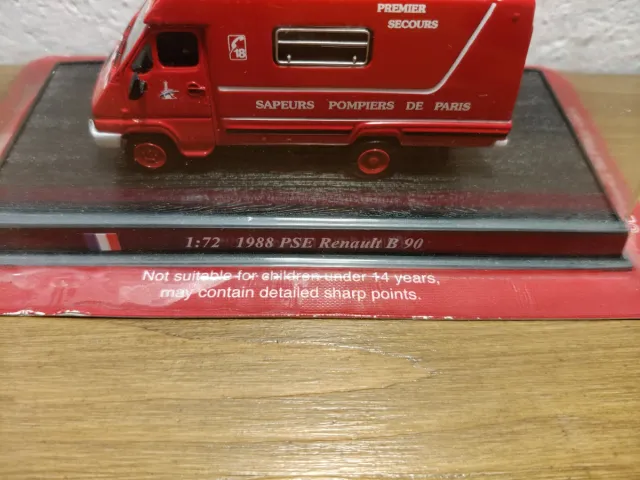 PREMIER
SECOURS
18
SAPEURS POMPIERS DE PARIS
1:72 1988 PSE Renault B 90
Not suitable for children under 14 years,
may contain detailed sharp points.